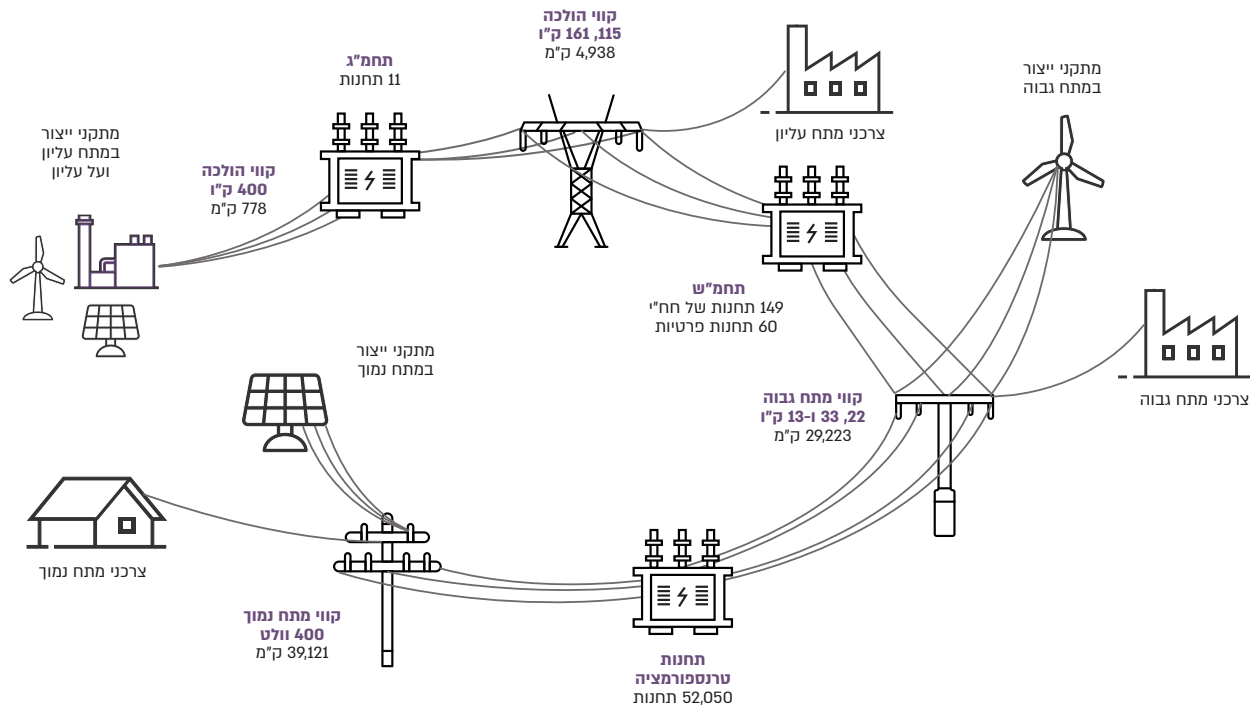 קווי הולכה
115, 161 ק"ו
4,938 ק"מ
תחמ"ג
11 תחנות
מתקני ייצור
במתח גבוה
צרכני מתח עליון
מתקני ייצור
במתח עליון
ועל עליון
קווי הולכה
400 ק"ו
778 ק"מ
תחמ"ש
149 תחנות של חח"י
60 תחנות פרטיות
מתקני ייצור
במתח נמוך
קווי מתח גבוה
22, 33 ו-13 ק"ו
29,223 ק"מ
צרכני מתח גבוה
צרכני מתח נמוך
קווי מתח נמוך
400 וולט
39,121 ק"מ
תחנות
טרנספורמציה
52,050 תחנות